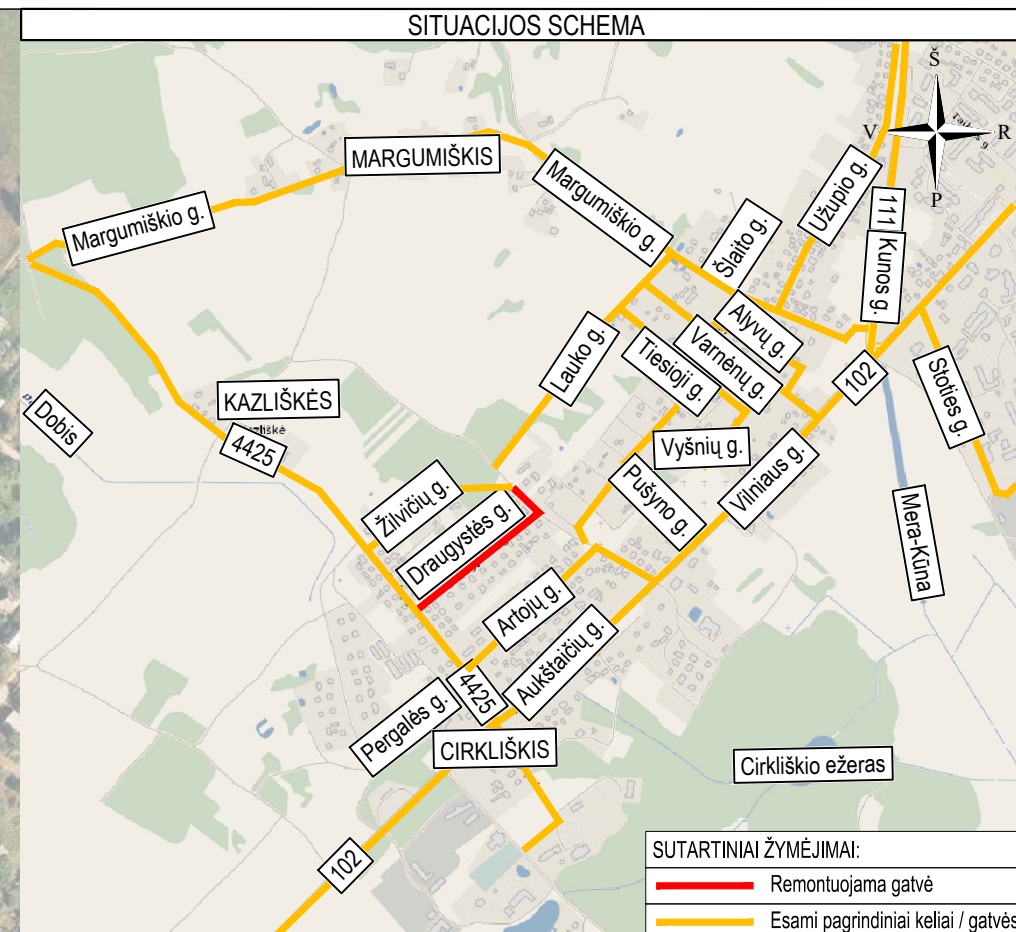 SITUACIJOS SCHEMA
Š
V
R
P
MARGUMIŠKIS
Margumiškio g.
Margumiškio g.
Šlaito g.
Užupio g.
111
Kunos g.
Alyvų g.
Varnėnų g.
Tiesioji g.
Lauko g.
102
Stoties g.
KAZLIŠKĖS
Dobis
4425
Vyšnių g.
Pušyno g.
Vilniaus g.
Mera-Kūna
Žilvičių g.
Draugystės g.
Artojų g.
Aukštaičių g.
4425
Pergalės g.
CIRKLIŠKIS
Cirkliškio ežeras
102
SUTARTINIAI ŽYMĖJIMAI:
Remontuojama gatvė
Esami pagrindiniai keliai / gatvės